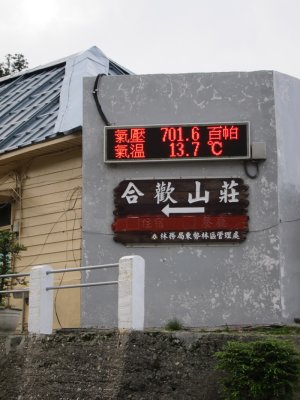 氣壓 701.6 百帕
氣溫 13.7 ℃
合歡山莊
林務局東勢林區管理處